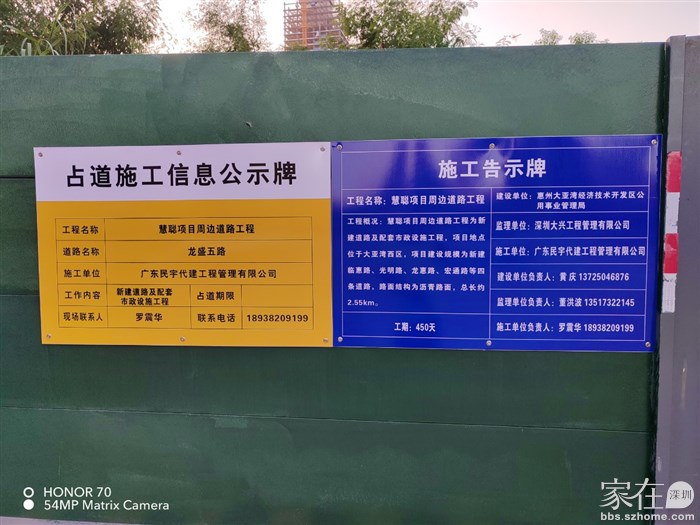 占道施工信息公示牌
工程名称 慧聪项目周边道路工程
道路名称 龙盛五路
施工单位 广东民宇代建工程管理有限公司
工作内容 新建道路及配套
市政设施工程 占道期限
现场联系人 罗震华 联系电话 18938209199
施工告示牌
工程名称：慧聪项目周边道路工程
工程概况：慧聪项目周边道路工程为新
建道路及配套市政设施工程，项目地点
位于大亚湾西区，项目建设规模为新建
临惠路、光明路、龙惠路、宏通路等四
条道路，路面结构为沥青路面，总长约
2.55km。
工期：450天
建设单位：惠州大亚湾经济技术开发区公
用事业管理局
监理单位：深圳大兴工程管理有限公司
施工单位：广东民宇代建工程管理有限公司
建设单位负责人：黄庆 13725046876
监理单位负责人：董洪波 13517322145
施工单位负责人：罗震华 18938209199
HONOR 70
54MP Matrix Camera
家在深圳
bbs.szhome.com